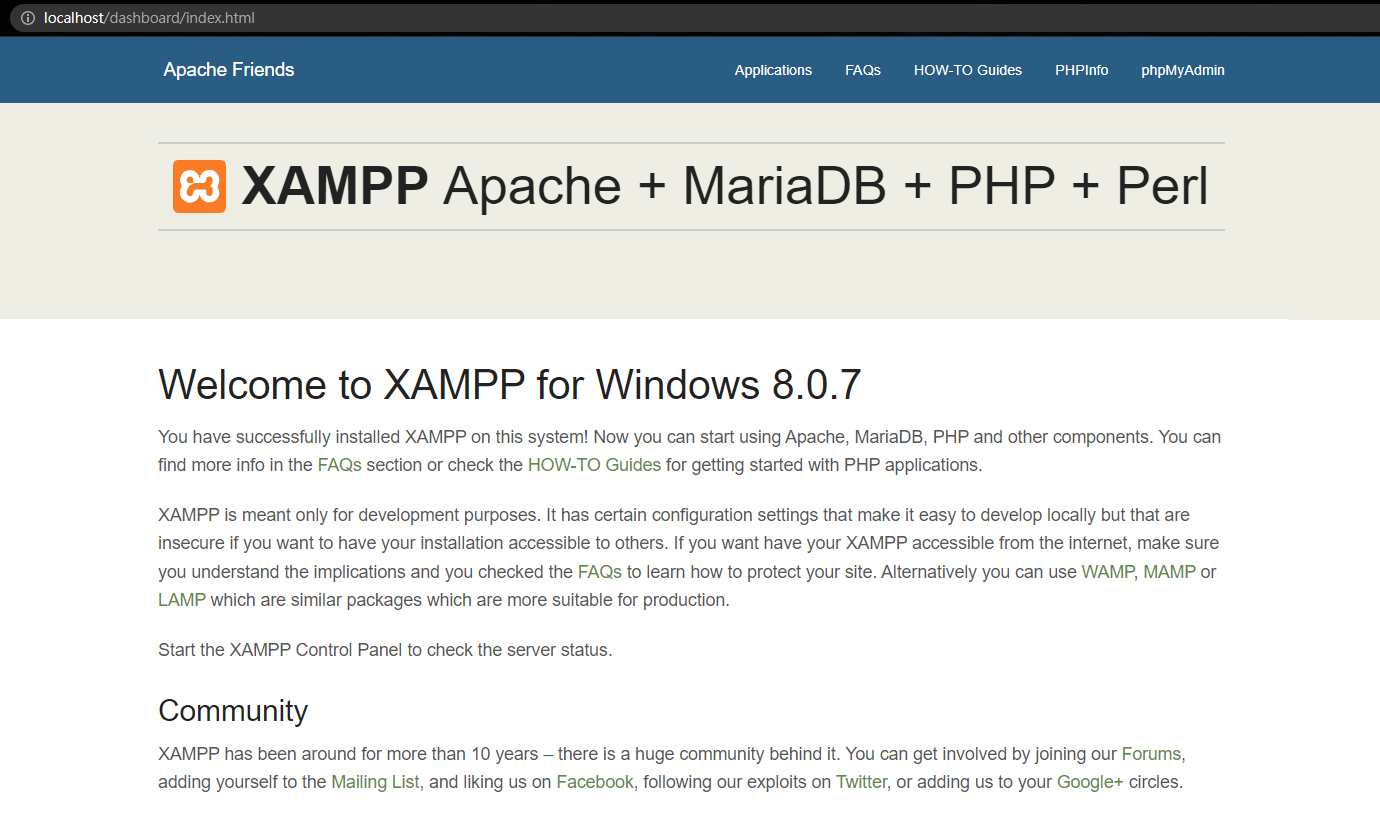 localhost/dashboard/index.html
Apache Friends Applications FAQs HOW-TO Guides PHPInfo phpMyAdmin
XAMPP Apache + MariaDB + PHP + Perl
Welcome to XAMPP for Windows 8.0.7
You have successfully installed XAMPP on this system! Now you can start using Apache, MariaDB, PHP and other components. You can
find more info in the FAQs section or check the HOW-TO Guides for getting started with PHP applications.
XAMPP is meant only for development purposes. It has certain configuration settings that make it easy to develop locally but that are
insecure if you want to have your installation accessible to others. If you want have your XAMPP accessible from the internet, make sure
you understand the implications and you checked the FAQs to learn how to protect your site. Alternatively you can use WAMP, MAMP or
LAMP which are similar packages which are more suitable for production.
Start the XAMPP Control Panel to check the server status.
Community
XAMPP has been around for more than 10 years – there is a huge community behind it. You can get involved by joining our Forums,
adding yourself to the Mailing List, and liking us on Facebook, following our exploits on Twitter, or adding us to your Google+ circles.